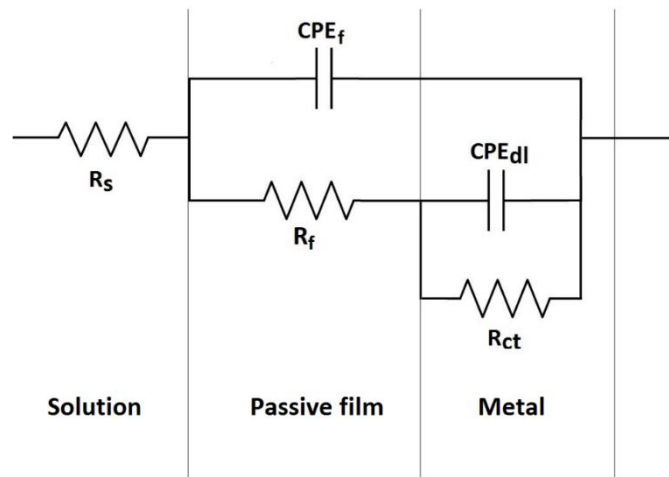 CPEf
CPEdl
Rs
Rf
Rct
Solution Passive film Metal